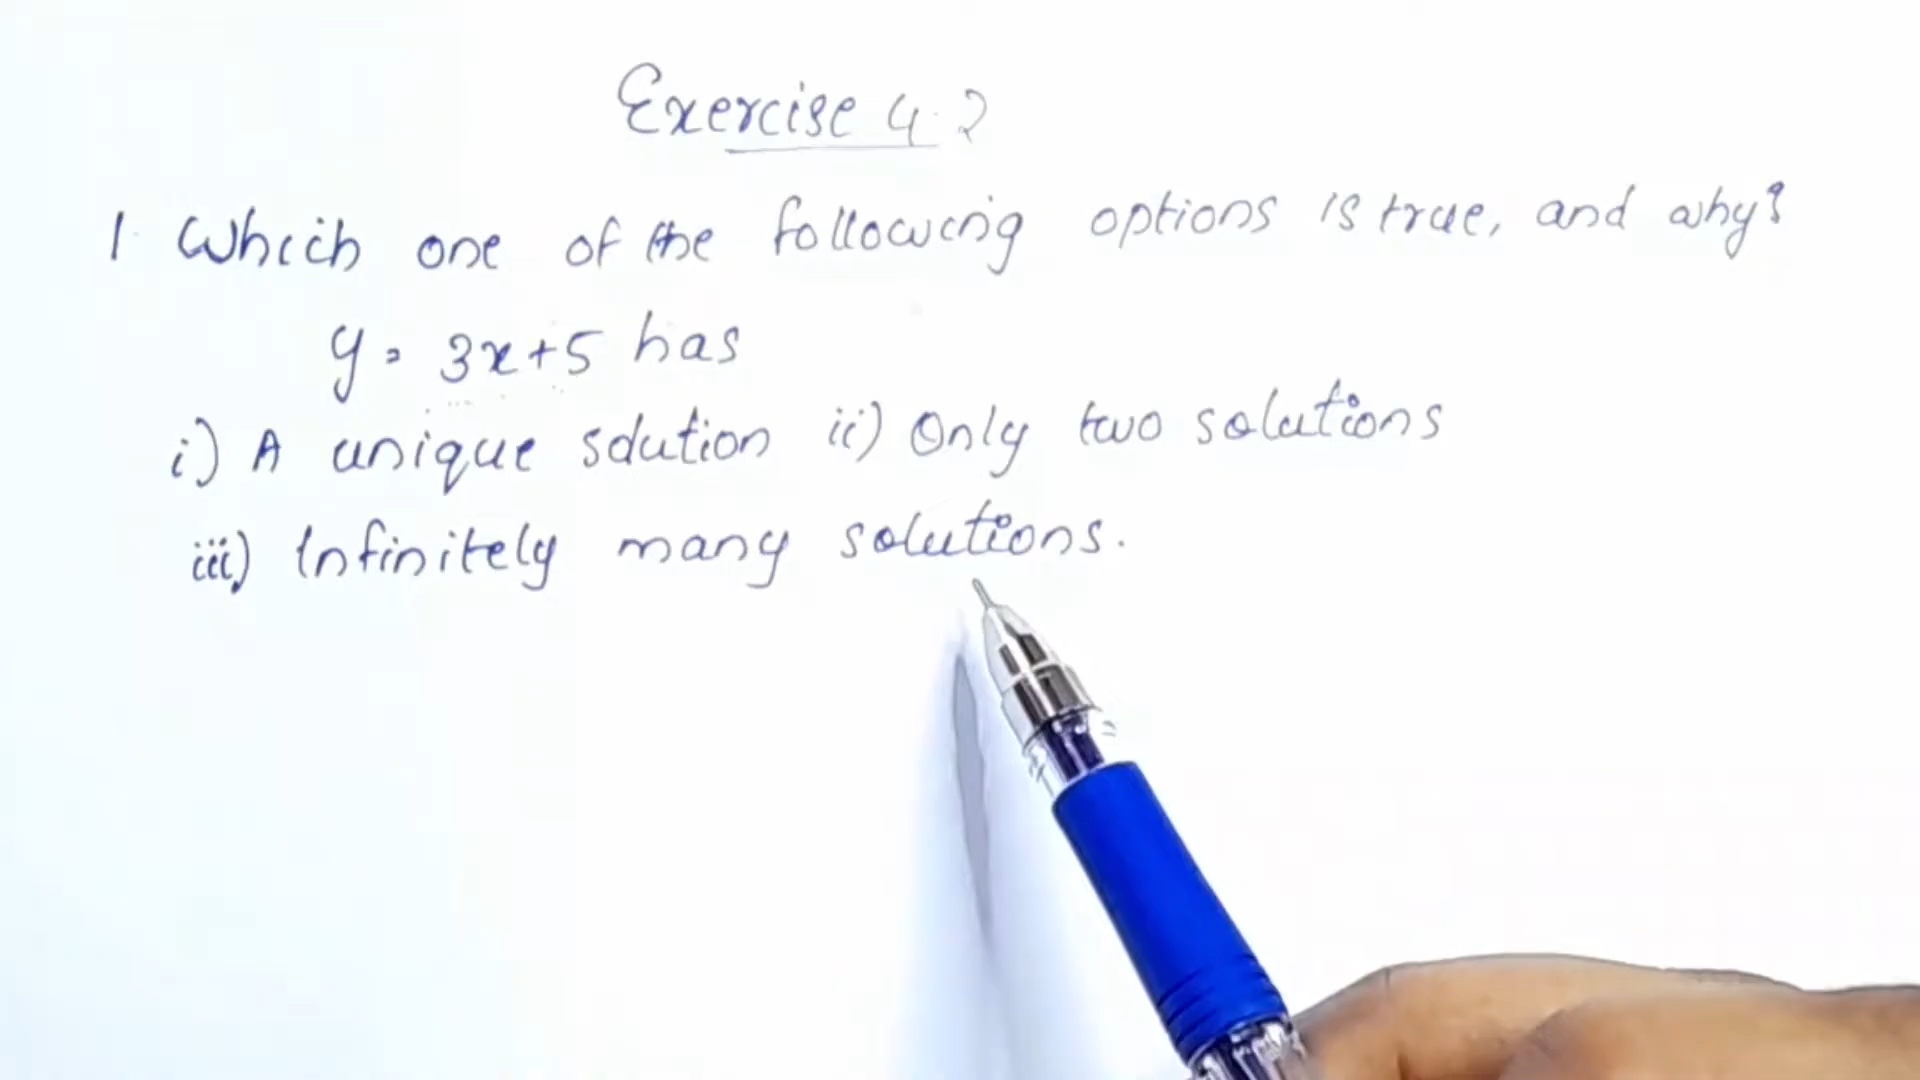 Exercise 4.2
1. Which one of the following options is true, and why?
y = 3x+5 has
i) A unique solution ii) Only two solutions
iii) Infinitely many solutions.